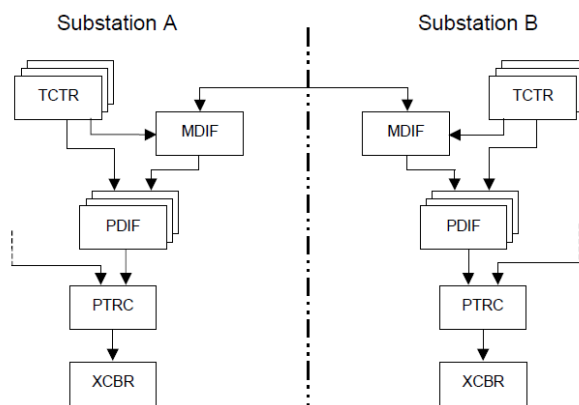 Substation A
Substation B
TCTR
TCTR
MDIF
MDIF
PDIF
PDIF
PTRC
PTRC
XCBR
XCBR